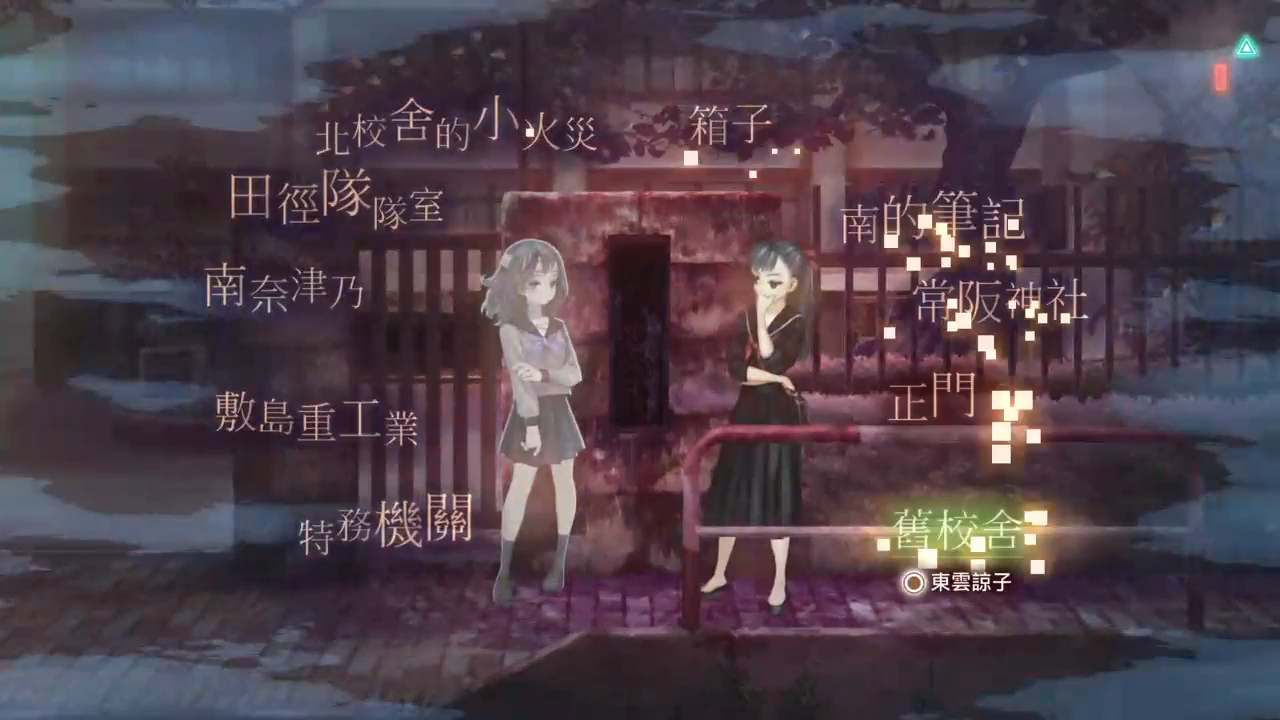 北校舍的小火災
箱子
田徑隊隊室
南的筆記
南奈津乃
常阪神社
敷島重工業
正門
特務機關
舊校舍
東雲諒子